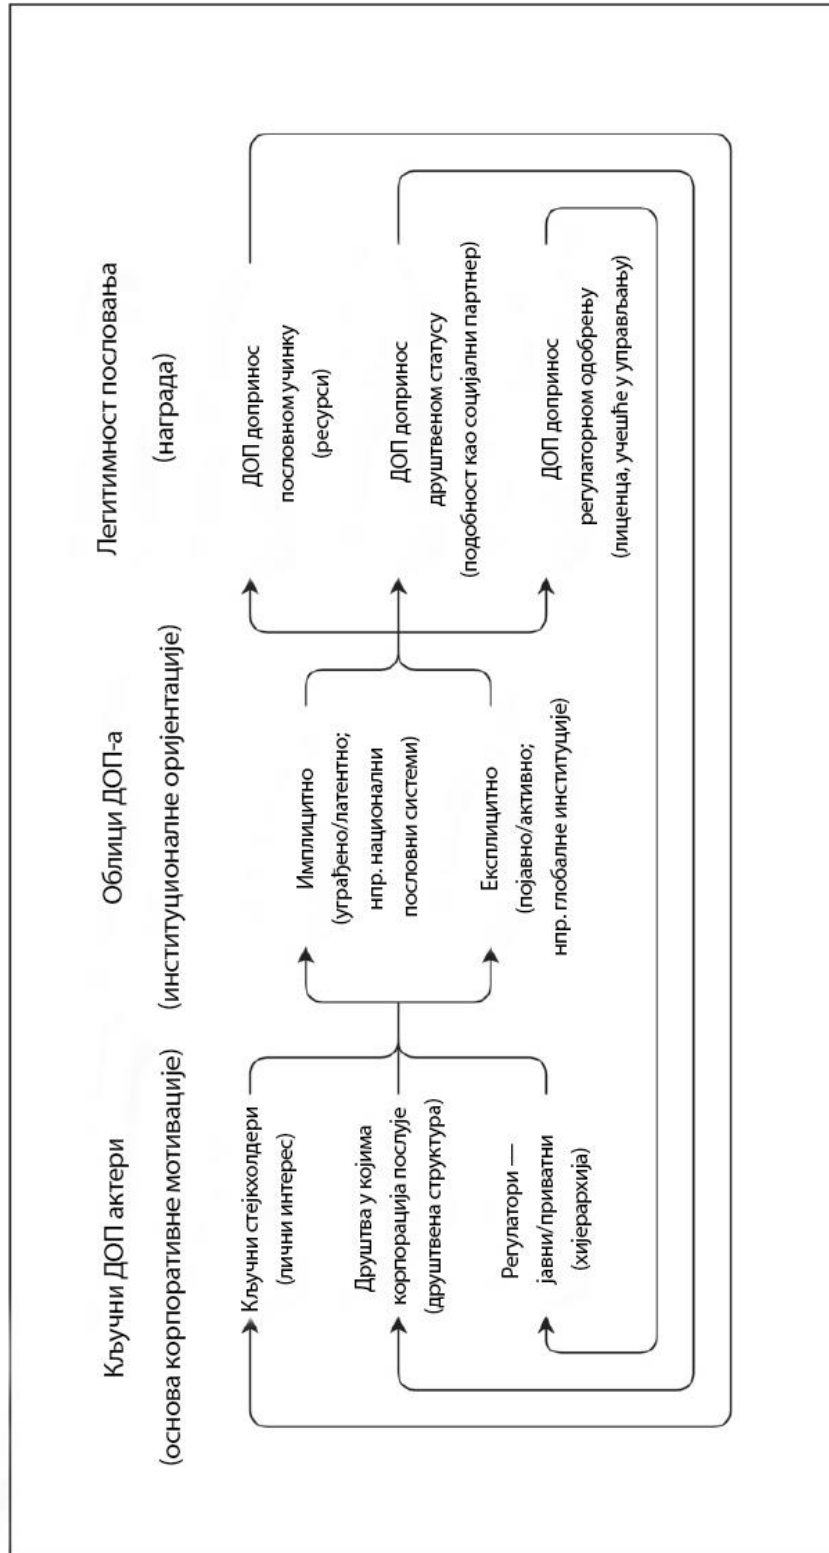 Кључни ДОП актери
(основа корпоративне мотивације)
Кључни стејкхолдери
(лични интерес)
Друштва у којима
корпорација послује
(друштвена структура)
Регулатори —
јавни/приватни
(хијерархија)
Облици ДОП-а
(институционалне оријентације)
Имплицитно
(уграђено/латентно;
нпр. национални
пословни системи)
Експлицитно
(појавно/активно;
нпр. глобалне институције)
Легитимност пословања
(награда)
ДОП допринос
пословном учинку
(ресурси)
ДОП допринос
друштвеном статусу
(подобност као социјални партнер)
ДОП допринос
регулаторном одобрењу
(лиценца, учешће у управљању)